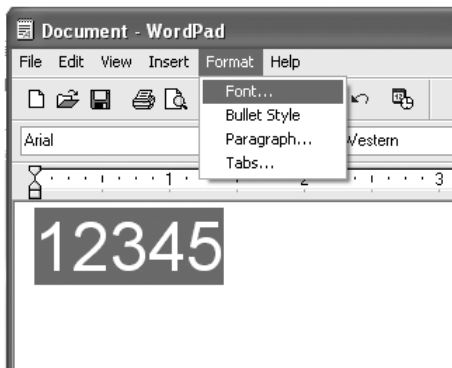 Document - WordPad
File Edit View Insert Format Help
Font...
Bullet Style
Arial Paragraph... Western
Tabs...
1 2 3
12345